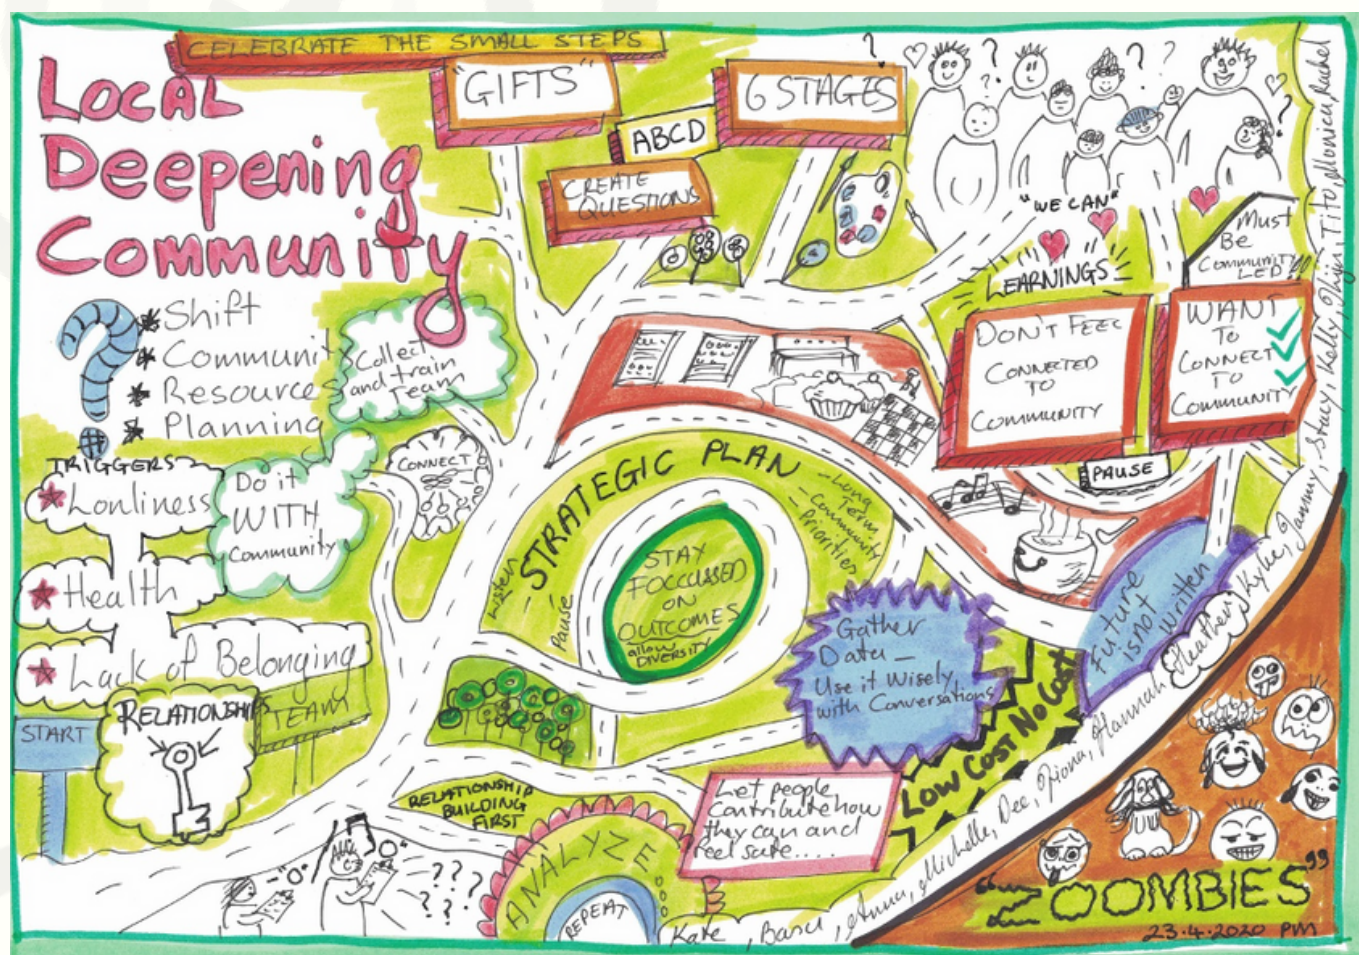 CELEBRATE THE SMALL STEPS
LOCAL
Deepening
Community
"GIFTS"
6 STAGES
ABCD
CREATE
QUESTIONS
"WE CAN"
Must
Be
Community
LED!!
LEARNINGS
DON'T FEEL
CONNECTED
TO
COMMUNITY
WANT
TO
CONNECT
TO
COMMUNITY
PAUSE
? * Shift
* Communi
* Resources
* Planning
Collect
and train
Team
TRIGGERS
Lonliness
Health
Lack of Belonging
Do it
WITH
Community
CONNECT
STRATEGIC PLAN
- Long
Term
- Community
- Priorities
Listen
Pause
STAY
FOCCUSSED
ON
OUTCOMES
allow
DIVERSITY
Gather
Data -
Use it Wisely
with Conversations
Future
is not
written
Low Cost No Cost
START
RELATIONSHIPS
TEAM
RELATIONSHIP
BUILDING
FIRST
Let people
Contribute how
they can and
feel safe....
ANALYZE
REPEAT
Kate, Anna, Michelle, Dee, Fiona, Hannah, Heather, Kylie, Tammy, Stacy, Kelly, Tito, Monica, Rachel
"ZOOMBIES"
23.4.2020 PM